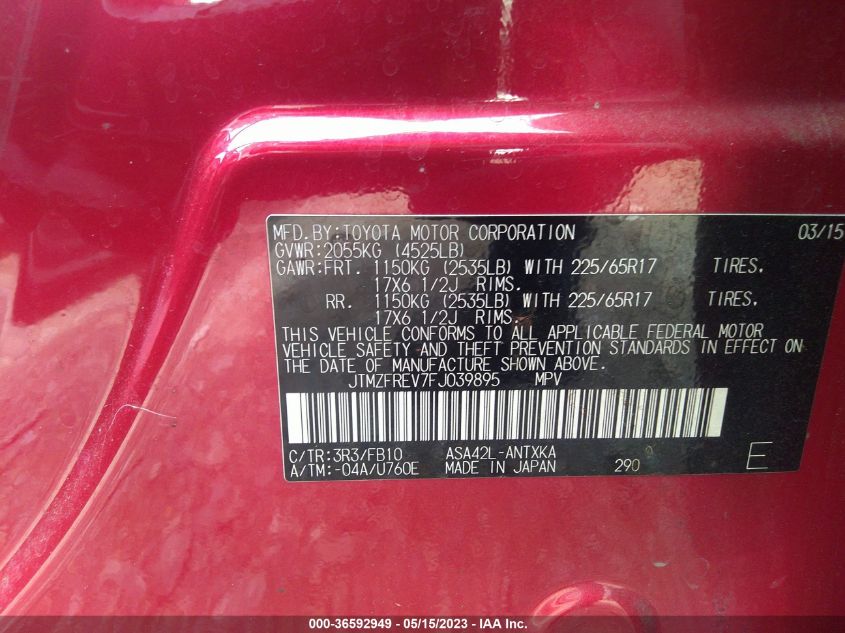 MFD.BY:TOYOTA MOTOR CORPORATION 03/15
GVWR:2055KG (4525LB)
GAWR:FRT. 1150KG (2535LB) WITH 225/65R17 TIRES.
17X6 1/2J RIMS.
RR. 1150KG (2535LB) WITH 225/65R17 TIRES.
17X6 1/2J RIMS.
THIS VEHICLE CONFORMS TO ALL APPLICABLE FEDERAL MOTOR
VEHICLE SAFETY AND THEFT PREVENTION STANDARDS IN EFFECT ON
THE DATE OF MANUFACTURE SHOWN ABOVE.
JTMZFREV7FJ039895 MPV
C/TR:3R3/FB10 ASA42L-ANTXKA
A/TM:-04A/U760E MADE IN JAPAN 290 E
000-36592949 - 05/15/2023 - IAA Inc.